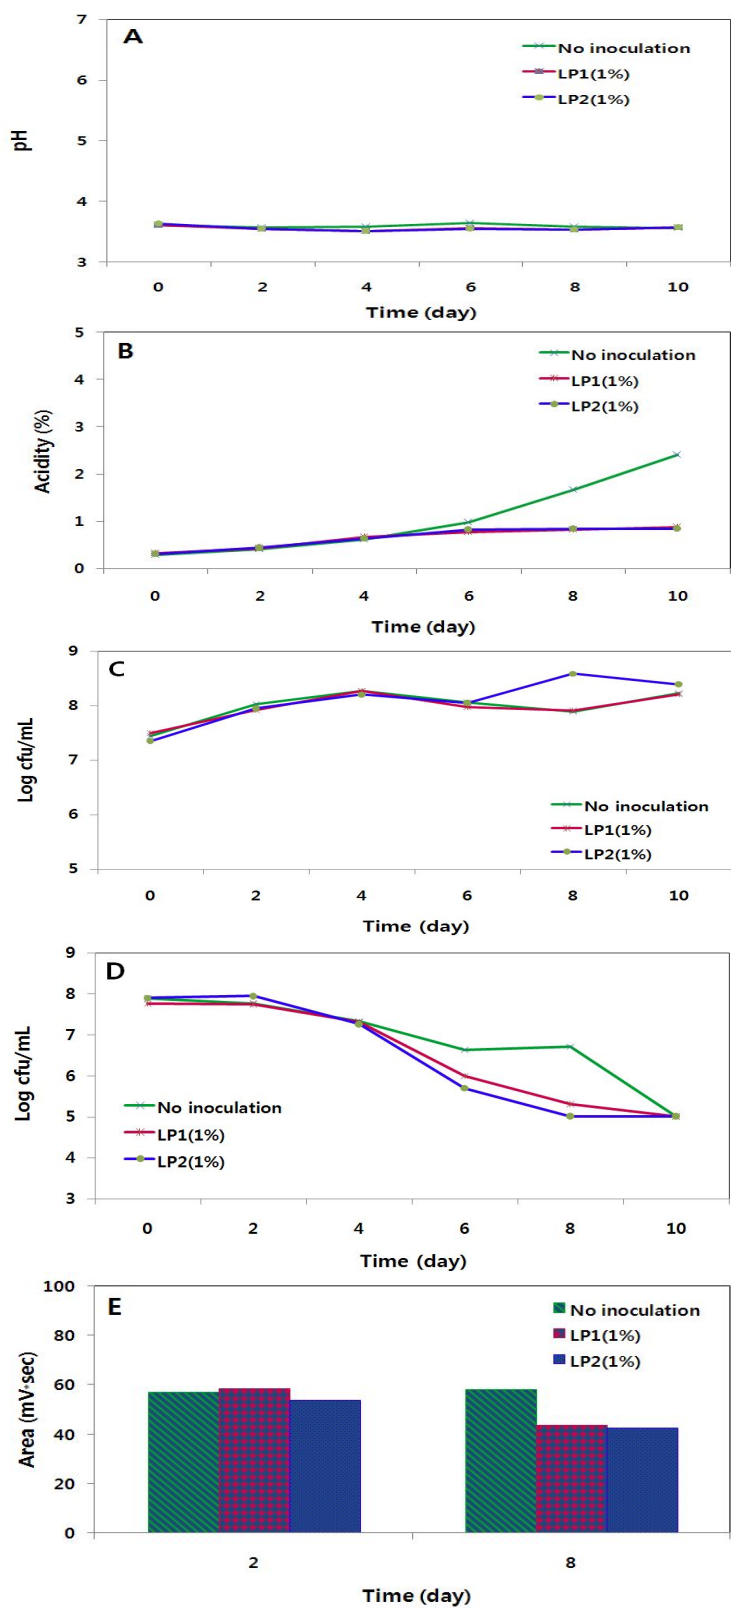 A
7
6
5
4
3
pH
No inoculation
LP1(1%)
LP2(1%)
0 2 4 6 8 10
Time (day)
B
5
4
3
2
1
0
Acidity (%)
No inoculation
LP1(1%)
LP2(1%)
0 2 4 6 8 10
Time (day)
C
9
8
7
6
5
Log cfu/mL
No inoculation
LP1(1%)
LP2(1%)
0 2 4 6 8 10
Time (day)
D
9
8
7
6
5
4
3
Log cfu/mL
No inoculation
LP1(1%)
LP2(1%)
0 2 4 6 8 10
Time (day)
E
100
80
60
40
20
0
Area (mV·sec)
No inoculation
LP1(1%)
LP2(1%)
2 8
Time (day)